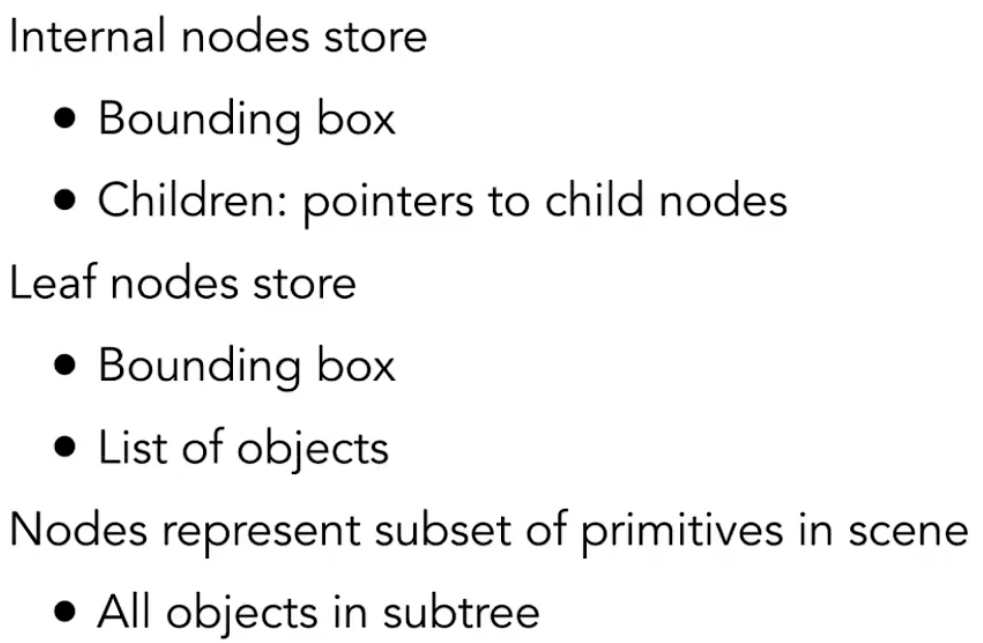 Internal nodes store
• Bounding box
• Children: pointers to child nodes
Leaf nodes store
• Bounding box
• List of objects
Nodes represent subset of primitives in scene
• All objects in subtree